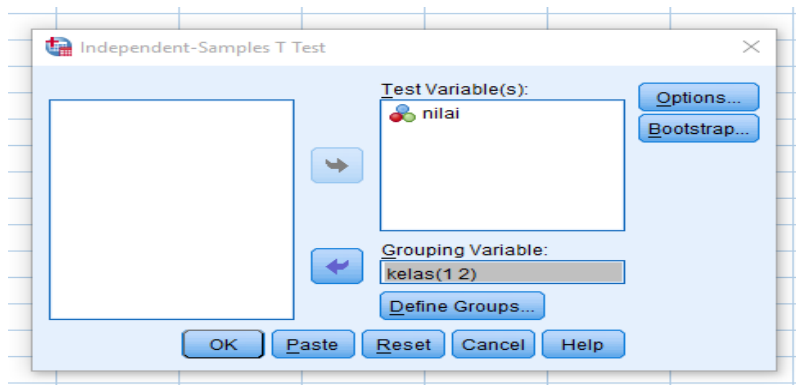 Independent-Samples T Test
Test Variable(s):
nilai
Options...
Bootstrap...
Grouping Variable:
kelas(1 2)
Define Groups...
OK Paste Reset Cancel Help